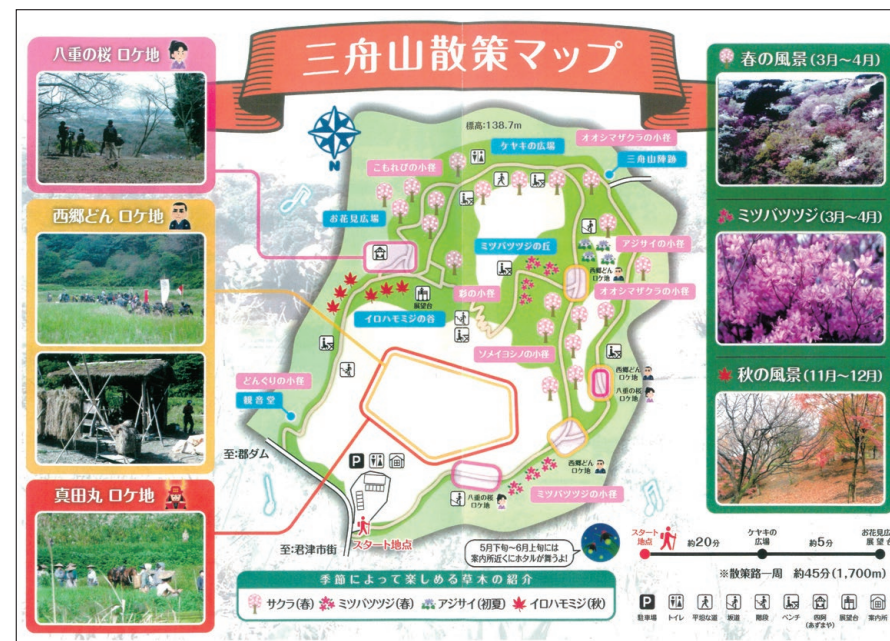 三舟山散策マップ
八重の桜 ロケ地
西郷どん ロケ地
真田丸 ロケ地
春の風景(3月～4月)
ミツバツツジ(3月～4月)
秋の風景(11月～12月)
N
標高:138.7m
ケヤキの広場
オオシマザクラの小径
三舟山陣跡
こもれびの小径
お花見広場
ミツバツツジの丘
アジサイの小径
西郷どん
ロケ地
オオシマザクラの小径
彩の小径
展望台
イロハモミジの谷
ソメイヨシノの小径
西郷どん
ロケ地
八重の桜
ロケ地
どんぐりの小径
観音堂
至:郡ダム
P
西郷どん
ロケ地
八重の桜
ロケ地
ミツバツツジの小径
スタート地点
至:君津市街
5月下旬～6月上旬には
案内所近くにホタルが舞うよ!
季節によって楽しめる草木の紹介
サクラ(春) ミツバツツジ(春) アジサイ(初夏) イロハモミジ(秋)
スタート
地点
約20分
ケヤキの
広場
約5分
お花見広
展望台
※散策路一周 約45分(1,700m)
P
駐車場 トイレ 平坦な道 坂道 階段 ベンチ 四阿(あずまや) 展望台 案内所